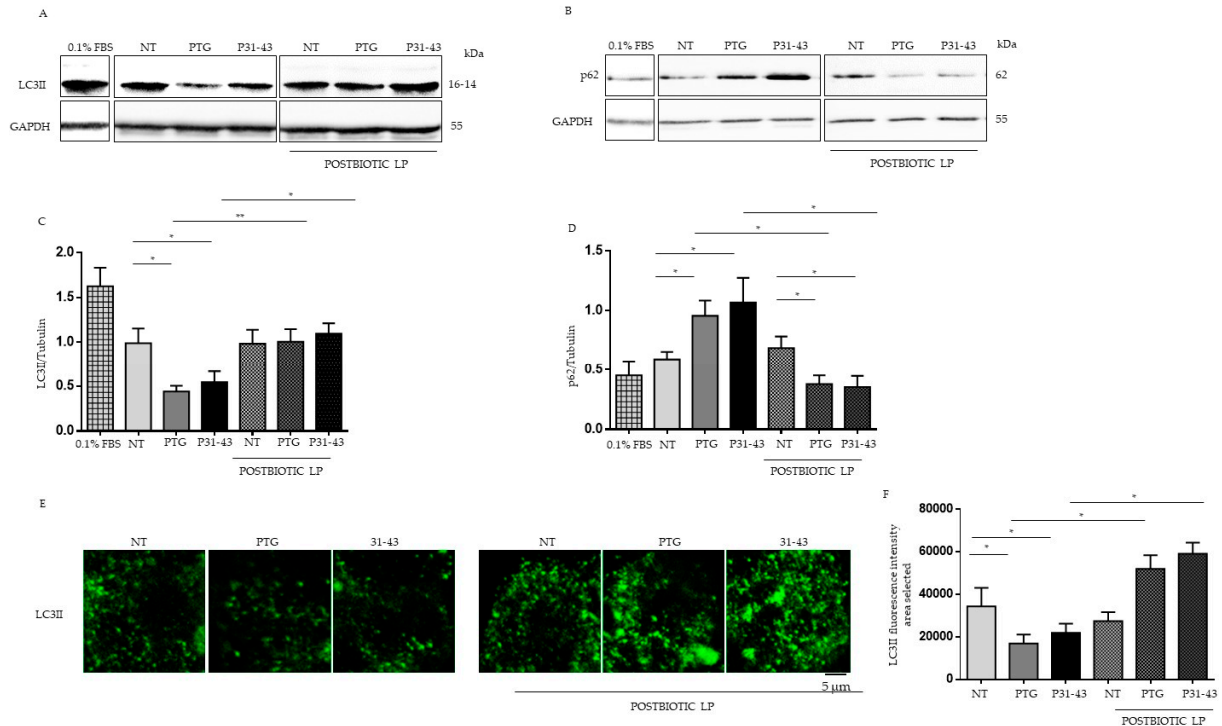 A
0.1% FBS NT PTG P31-43 NT PTG P31-43 kDa
LC3II 16-14
GAPDH 55
POSTBIOTIC LP
B
0.1% FBS NT PTG P31-43 NT PTG P31-43 kDa
p62 62
GAPDH 55
POSTBIOTIC LP
C
*
**
*
*
LC3II/Tubulin
2.0
1.5
1.0
0.5
0.0
0.1% FBS NT PTG P31-43 NT PTG P31-43
POSTBIOTIC LP
D
*
*
*
*
*
*
p62/Tubulin
1.5
1.0
0.5
0.0
0.1% FBS NT PTG P31-43 NT PTG P31-43
POSTBIOTIC LP
E
NT PTG 31-43 NT PTG 31-43
LC3II
5 μm
POSTBIOTIC LP
F
*
*
*
*
LC3II fluorescence intensity
area selected
80000
60000
40000
20000
0
NT PTG P31-43 NT PTG P31-43
POSTBIOTIC LP